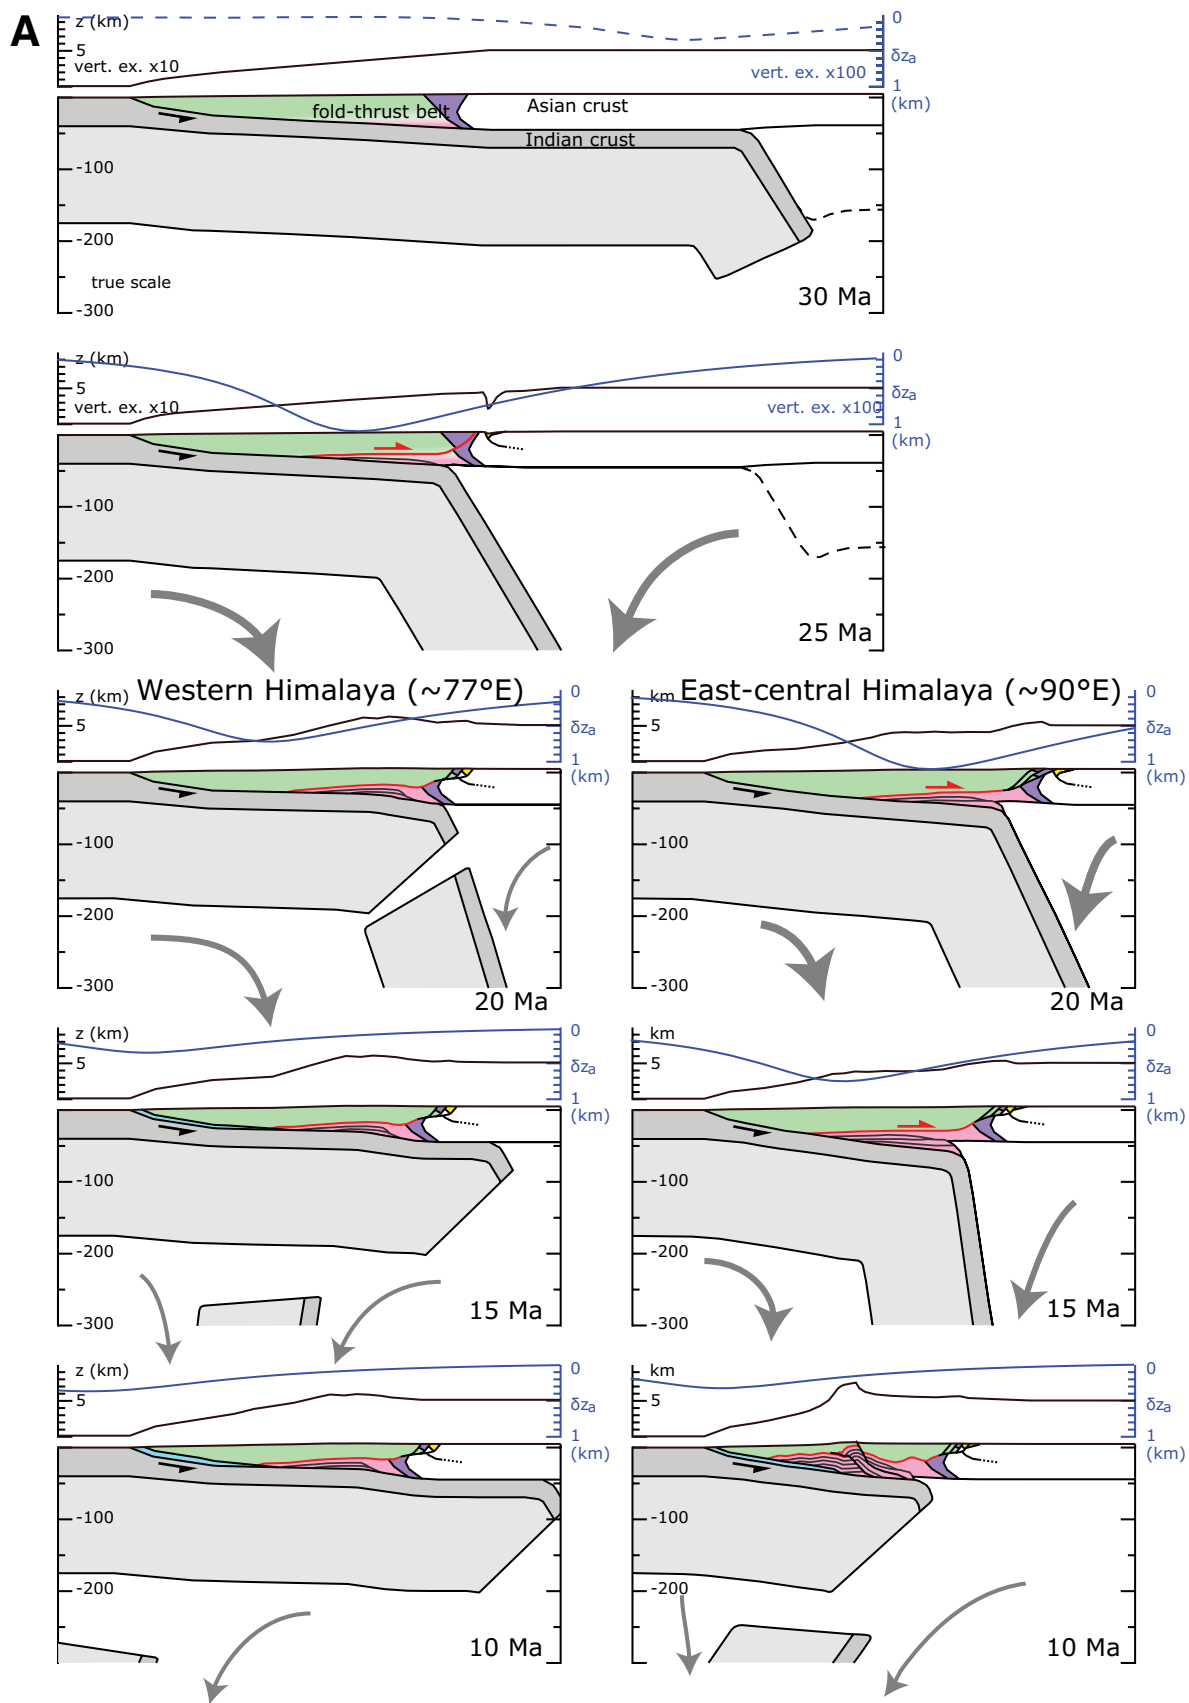 A
z (km)
0
5
δza
vert. ex. x10
vert. ex. x100
1
(km)
fold-thrust belt
Asian crust
Indian crust
-100
-200
true scale
-300
30 Ma
z (km)
0
5
δza
vert. ex. x10
vert. ex. x100
1
(km)
-100
-200
-300
25 Ma
Western Himalaya (~77°E)
z (km)
0
5
δza
1
(km)
-100
-200
-300
20 Ma
East-central Himalaya (~90°E)
km
0
5
δza
1
(km)
-100
-200
-300
20 Ma
z (km)
0
5
δza
1
(km)
-100
-200
-300
15 Ma
km
0
5
δza
1
(km)
-100
-200
-300
15 Ma
z (km)
0
5
δza
1
(km)
-100
-200
10 Ma
km
0
5
δza
1
(km)
-100
-200
10 Ma